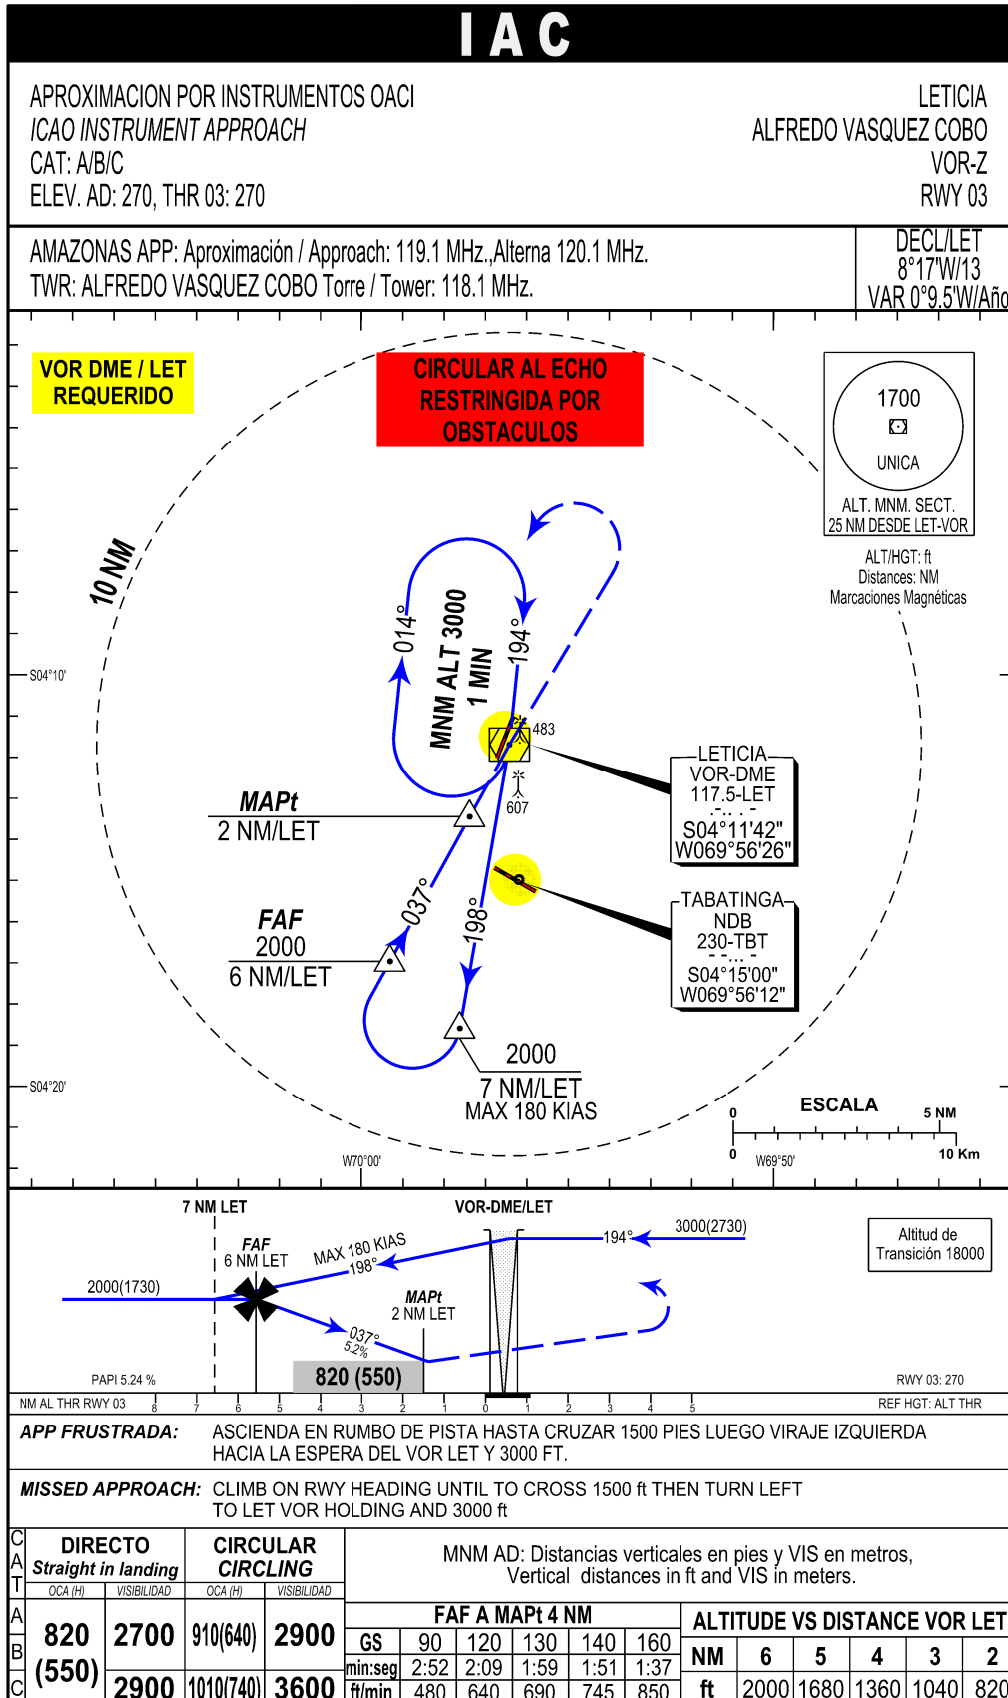 IAC
APROXIMACION POR INSTRUMENTOS OACI
ICAO INSTRUMENT APPROACH
CAT: A/B/C
ELEV. AD: 270, THR 03: 270
LETICIA
ALFREDO VASQUEZ COBO
VOR-Z
RWY 03
AMAZONAS APP: Aproximación / Approach: 119.1 MHz.,Alterna 120.1 MHz.
TWR: ALFREDO VASQUEZ COBO Torre / Tower: 118.1 MHz.
DECL/LET
8°17'W/13
VAR 0°9.5'W/Año
VOR DME / LET
REQUERIDO
CIRCULAR AL ECHO
RESTRINGIDA POR
OBSTACULOS
1700
UNICA
ALT. MNM. SECT.
25 NM DESDE LET-VOR
ALT/HGT: ft
Distances: NM
Marcaciones Magnéticas
10 NM
014°
MNM ALT 3000
1 MIN
194°
S04°10'
483
607
LETICIA
VOR-DME
117.5-LET
S04°11'42"
W069°56'26"
MAPt
2 NM/LET
037°
198°
FAF
2000
6 NM/LET
TABATINGA
NDB
230-TBT
S04°15'00"
W069°56'12"
2000
7 NM/LET
MAX 180 KIAS
S04°20'
ESCALA
0 5 NM
0 10 Km
W70°00' W69°50'
7 NM LET
VOR-DME/LET
FAF
6 NM LET
MAX 180 KIAS
198°
194°
3000(2730)
Altitud de
Transición 18000
2000(1730)
MAPt
2 NM LET
037°
5.2%
820 (550)
PAPI 5.24 %
RWY 03: 270
NM AL THR RWY 03 8 7 6 5 4 3 2 1 0 1 2 3 4 5 REF HGT: ALT THR
APP FRUSTRADA: ASCIENDA EN RUMBO DE PISTA HASTA CRUZAR 1500 PIES LUEGO VIRAJE IZQUIERDA
HACIA LA ESPERA DEL VOR LET Y 3000 FT.
MISSED APPROACH: CLIMB ON RWY HEADING UNTIL TO CROSS 1500 ft THEN TURN LEFT
TO LET VOR HOLDING AND 3000 ft
CAT
DIRECTO
Straight in landing
OCA (H) VISIBILIDAD
CIRCULAR
CIRCLING
OCA (H) VISIBILIDAD
MNM AD: Distancias verticales en pies y VIS en metros,
Vertical distances in ft and VIS in meters.
A
B
C
820
(550)
2700 910(640) 2900
2900 1010(740) 3600
FAF A MAPt 4 NM
GS 90 120 130 140 160
min:seg 2:52 2:09 1:59 1:51 1:37
ft/min 480 640 690 745 850
ALTITUDE VS DISTANCE VOR LET
NM 6 5 4 3 2
ft 2000 1680 1360 1040 820